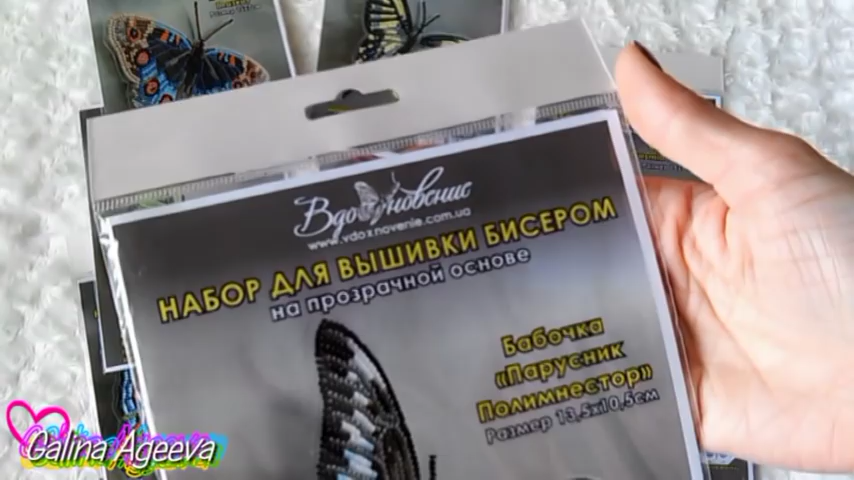 Вдохновение
www.vdoxnovenie.com.ua
НАБОР ДЛЯ ВЫШИВКИ БИСЕРОМ
на прозрачной основе
Бабочка
«Парусник
Полимнестор»
Размер 13,5х10,5см
Galina Ageeva